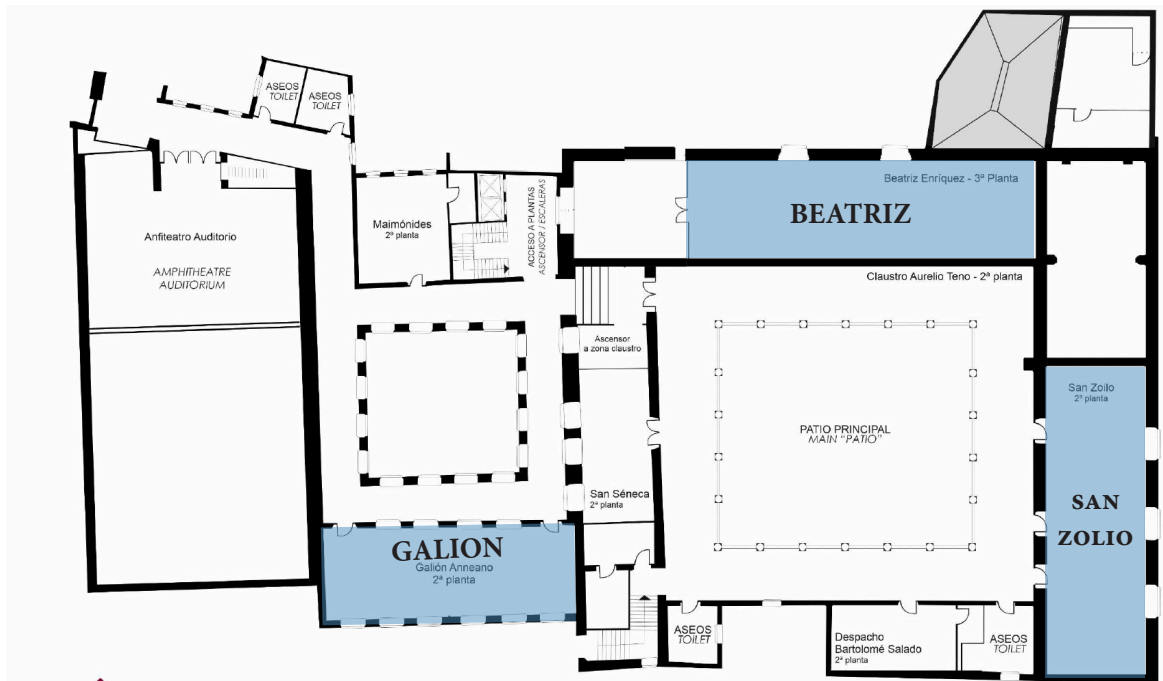 ASEOS
TOILET
ASEOS
TOILET
Maimónides
2ª planta
ACCESO A PLANTAS
ASCENSOR / ESCALERAS
Beatriz Enríquez - 3ª Planta
BEATRIZ
Anfiteatro Auditorio
AMPHITHEATRE
AUDITORIUM
Claustro Aurelio Teno - 2ª planta
Ascensor
a zona claustro
San Zoilo
2ª planta
PATIO PRINCIPAL
MAIN “PATIO”
San Séneca
2ª planta
SAN
ZOLIO
GALION
Galión Anneano
2ª planta
ASEOS
TOILET
Despacho
Bartolomé Salado
2ª planta
ASEOS
TOILET